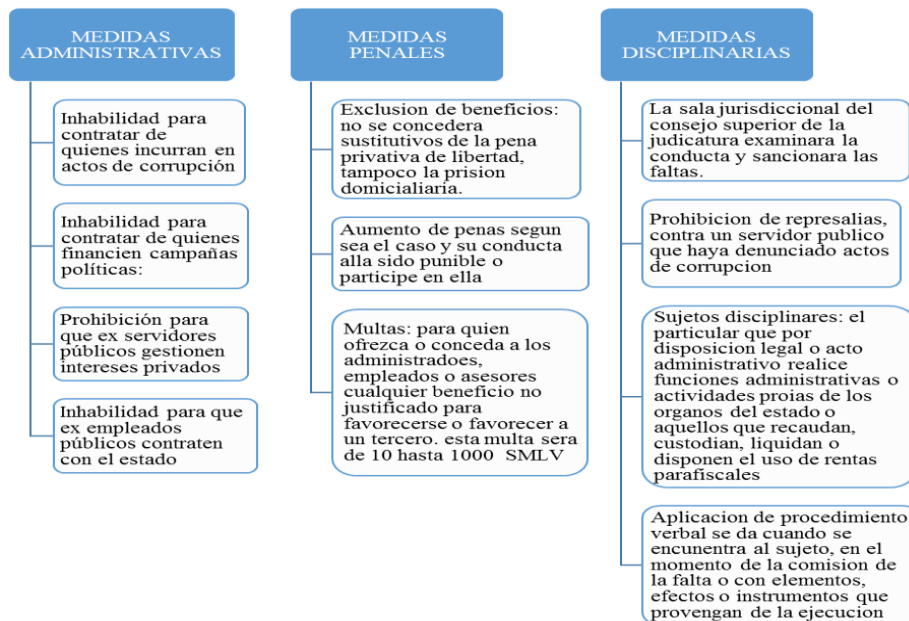 MEDIDAS
ADMINISTRATIVAS
Inhabilidad para
contratar de
quienes incurran en
actos de corrupción
Inhabilidad para
contratar de quienes
financien campañas
políticas:
Prohibición para
que ex servidores
públicos gestionen
intereses privados
Inhabilidad para que
ex empleados
públicos contraten
con el estado
MEDIDAS
PENALES
Exclusion de beneficios:
no se concedera
sustitutivos de la pena
privativa de libertad,
tampoco la prision
domicialiaria.
Aumento de penas segun
sea el caso y su conducta
alla sido punible o
participe en ella
Multas: para quien
ofrezca o conceda a los
administradoes,
empleados o asesores
cualquier beneficio no
justificado para
favorecerse o favorecer a
un tercero. esta multa sera
de 10 hasta 1000 SMLV
MEDIDAS
DISCIPLINARIAS
La sala jurisdiccional del
consejo superior de la
judicatura examinara la
conducta y sancionara las
faltas.
Prohibicion de represalias,
contra un servidor publico
que haya denunciado actos
de corrupcion
Sujetos disciplinares: el
particular que por
disposicion legal o acto
administrativo realice
funciones administrativas o
actividades proias de los
organos del estado o
aquellos que recaudan,
custodian, liquidan o
disponen el uso de rentas
parafiscales
Aplicacion de procedimiento
verbal se da cuando se
encunentra al sujeto, en el
momento de la comision de
la falta o con elementos,
efectos o instrumentos que
provengan de la ejecucion